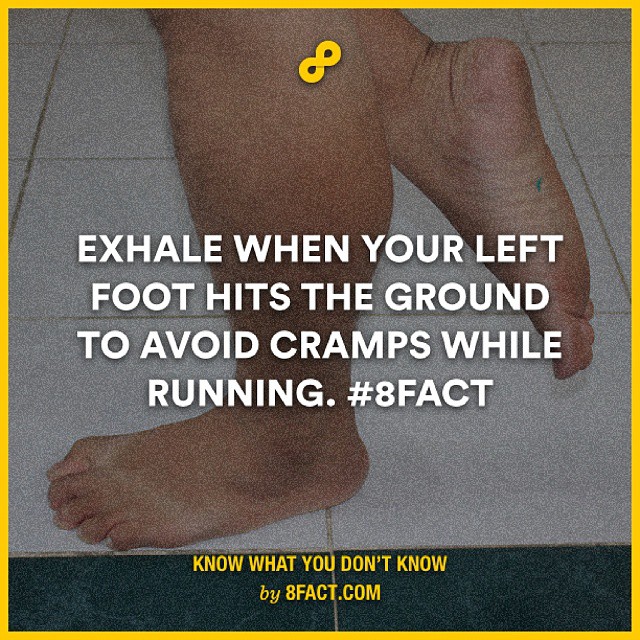 EXHALE WHEN YOUR LEFT
FOOT HITS THE GROUND
TO AVOID CRAMPS WHILE
RUNNING. #8FACT
KNOW WHAT YOU DON'T KNOW
by 8FACT.COM